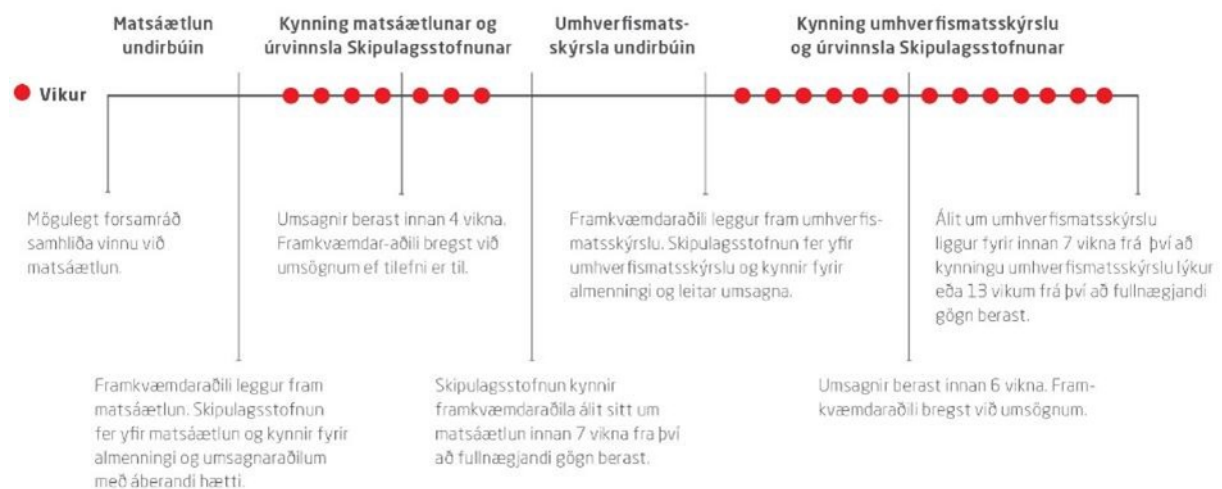 Matsáætlun
undirbúin
Kynning matsáætlunar og
úrvinnsla Skipulagsstofnunar
Umhverfismats-
skýrsla undirbúin
Kynning umhverfismatsskýrslu
og úrvinnsla Skipulagsstofnunar
Vikur
Mögulegt forsamráð
samhliða vinnu við
matsáætlun.
Umsagnir berast innan 4 vikna.
Framkvæmdar-aðili bregst við
umsögnum ef tilefni er til.
Framkvæmdaraðili leggur fram umhverfis-
matsskýrslu. Skipulagsstofnun fer yfir
umhverfismatsskýrslu og kynnir fyrir
almenningi og leitar umsagna.
Álit um umhverfismatsskýrslu
liggur fyrir innan 7 vikna frá því að
kynningu umhverfismatsskýrslu lýkur
eða 13 vikum frá því að fullnægjandi
gögn berast.
Framkvæmdaraðili leggur fram
matsáætlun. Skipulagsstofnun
fer yfir matsáætlun og kynnir fyrir
almenningi og umsagnaraðilum
með áberandi hætti.
Skipulagsstofnun kynnir
framkvæmdaraðila álit sitt um
matsáætlun innan 7 vikna fra því
að fullnægjandi gögn berast.
Umsagnir berast innan 6 vikna. Fram-
kvæmdaraðili bregst við umsögnum.